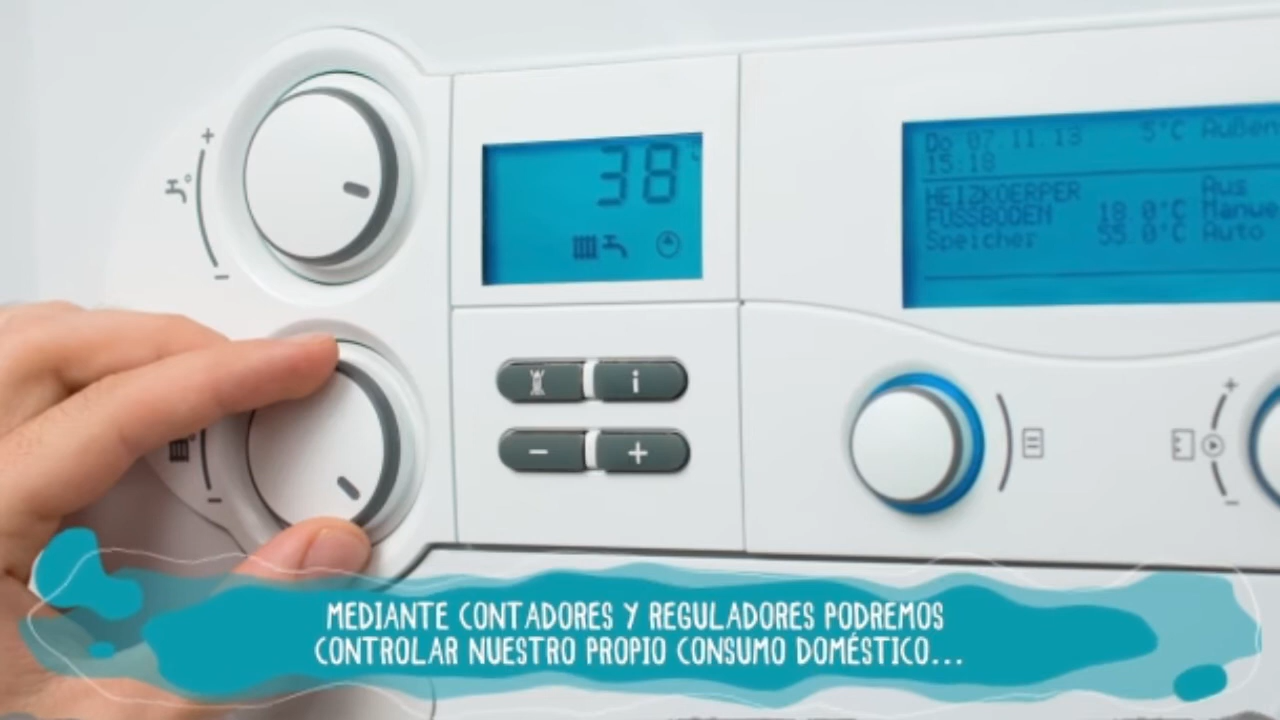 38
Do 07.11.13 5°C Außen
15:18
HEIZKOERPER Aus
FUSSBODEN 18.0°C Manue
Speicher 55.0°C Auto
MEDIANTE CONTADORES Y REGULADORES PODREMOS
CONTROLAR NUESTRO PROPIO CONSUMO DOMÉSTICO...